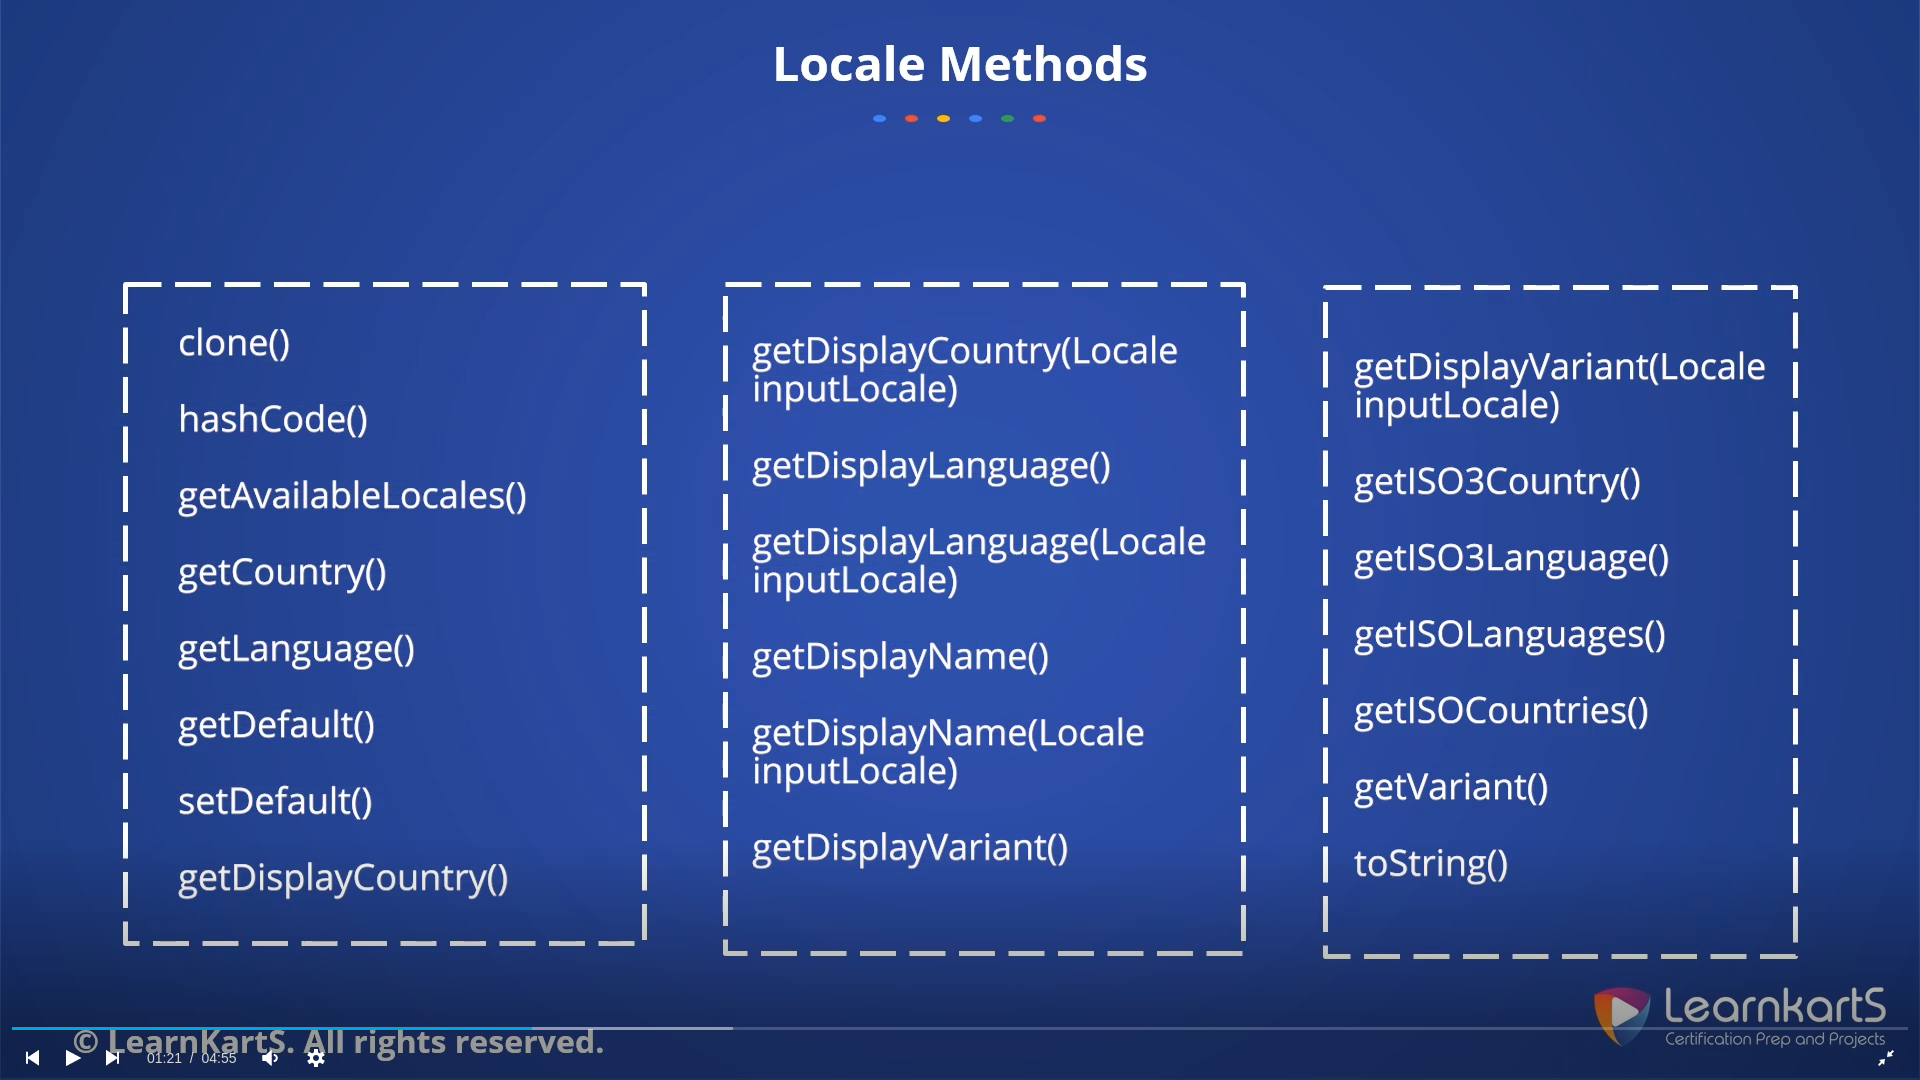 Locale Methods
clone()
hashCode()
getAvailableLocales()
getCountry()
getLanguage()
getDefault()
setDefault()
getDisplayCountry()
getDisplayCountry(Locale
inputLocale)
getDisplayLanguage()
getDisplayLanguage(Locale
inputLocale)
getDisplayName()
getDisplayName(Locale
inputLocale)
getDisplayVariant()
getDisplayVariant(Locale
inputLocale)
getISO3Country()
getISO3Language()
getISOLanguages()
getISOCountries()
getVariant()
toString()
LearnkartS
Certification Prep and Projects
© LearnKartS. All rights reserved.
01:21 / 04:55